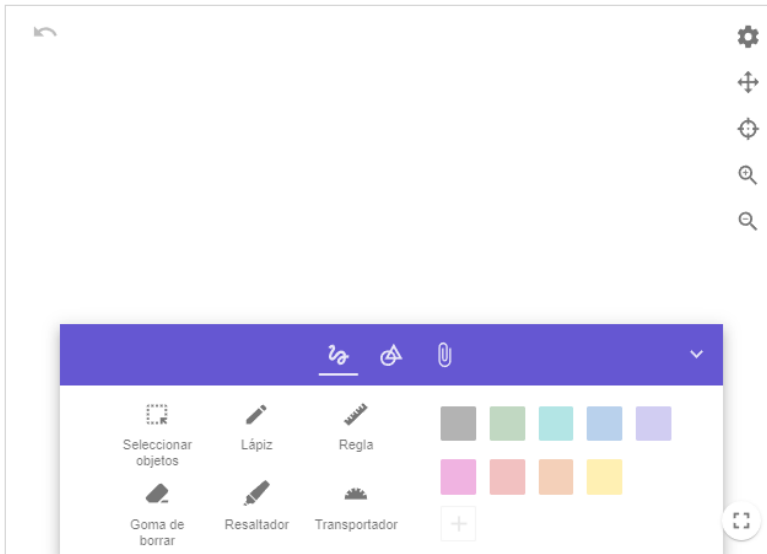 Seleccionar
objetos
Lápiz
Regla
Goma de
borrar
Resaltador
Transportador